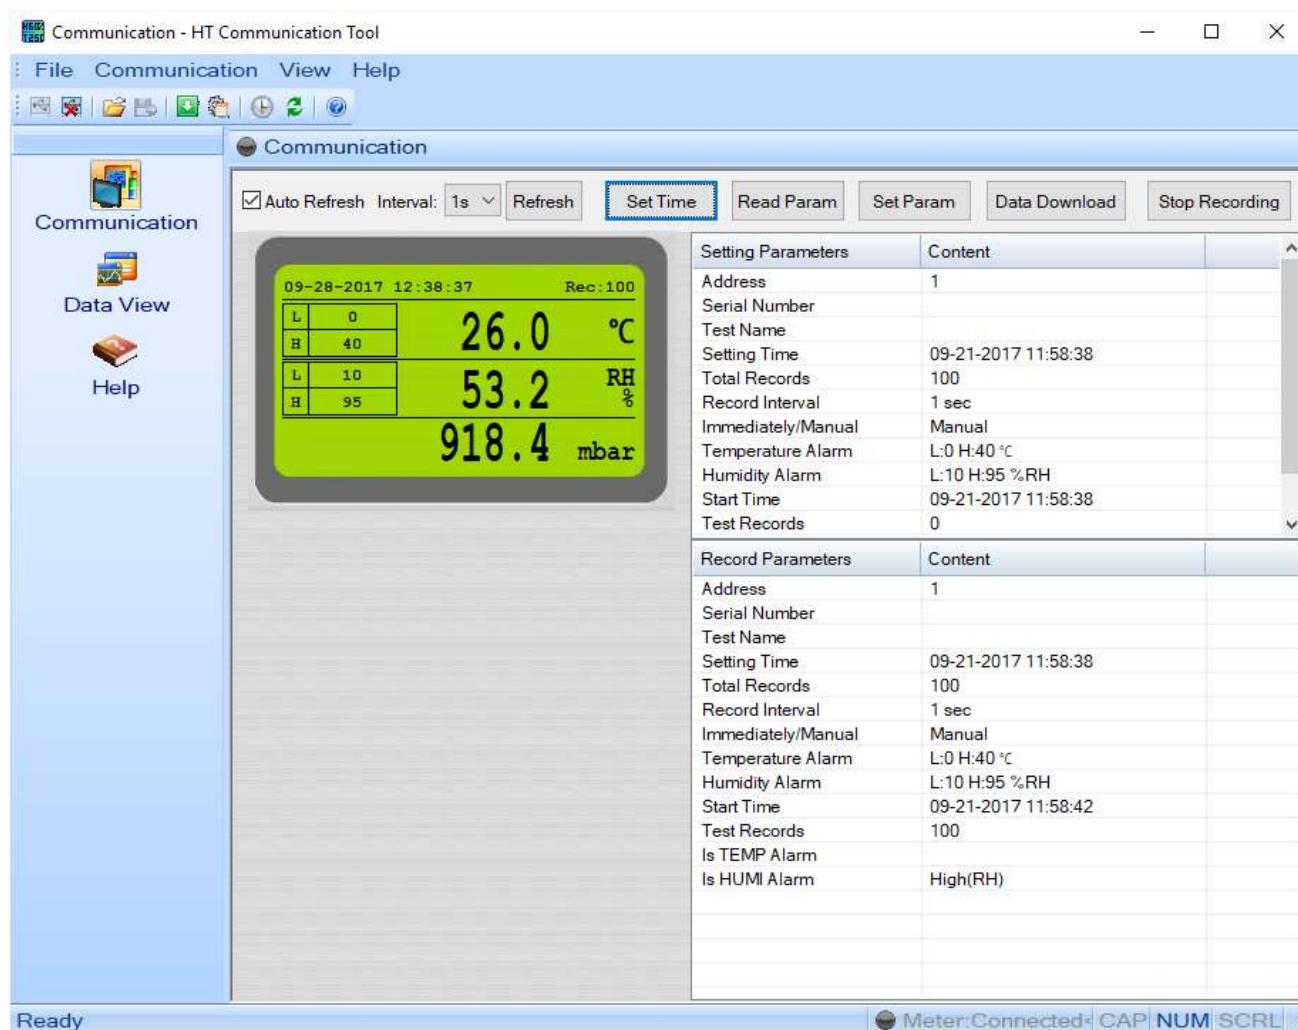 Communication - HT Communication Tool
File Communication View Help
Communication
Communication
Data View
Help
Auto Refresh Interval: 1s Refresh Set Time Read Param Set Param Data Download Stop Recording
09-28-2017 12:38:37 Rec:100
L 0
H 40
26.0 °C
L 10
H 95
53.2 RH %
918.4 mbar
Setting Parameters Content
Address 1
Serial Number
Test Name
Setting Time 09-21-2017 11:58:38
Total Records 100
Record Interval 1 sec
Immediately/Manual Manual
Temperature Alarm L:0 H:40 °C
Humidity Alarm L:10 H:95 %RH
Start Time 09-21-2017 11:58:38
Test Records 0
Record Parameters Content
Address 1
Serial Number
Test Name
Setting Time 09-21-2017 11:58:38
Total Records 100
Record Interval 1 sec
Immediately/Manual Manual
Temperature Alarm L:0 H:40 °C
Humidity Alarm L:10 H:95 %RH
Start Time 09-21-2017 11:58:42
Test Records 100
Is TEMP Alarm
Is HUMI Alarm High(RH)
Ready Meter:Connected CAP NUM SCRL